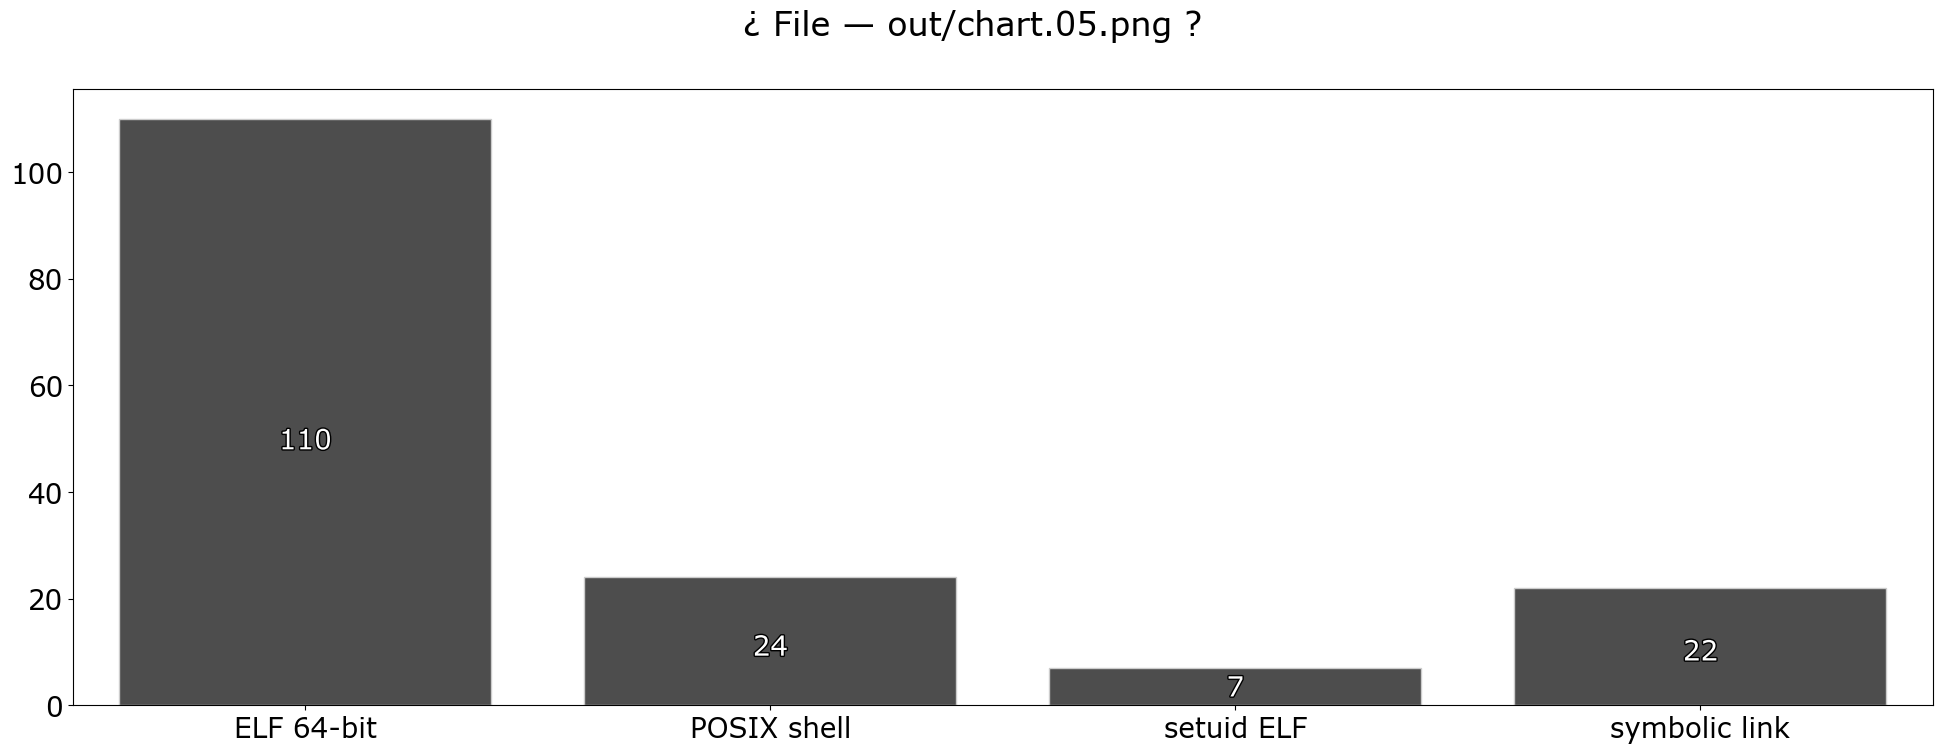 ¿ File — out/chart.05.png ?
100
80
60
40
20
0
110
24
7
22
ELF 64-bit
POSIX shell
setuid ELF
symbolic link